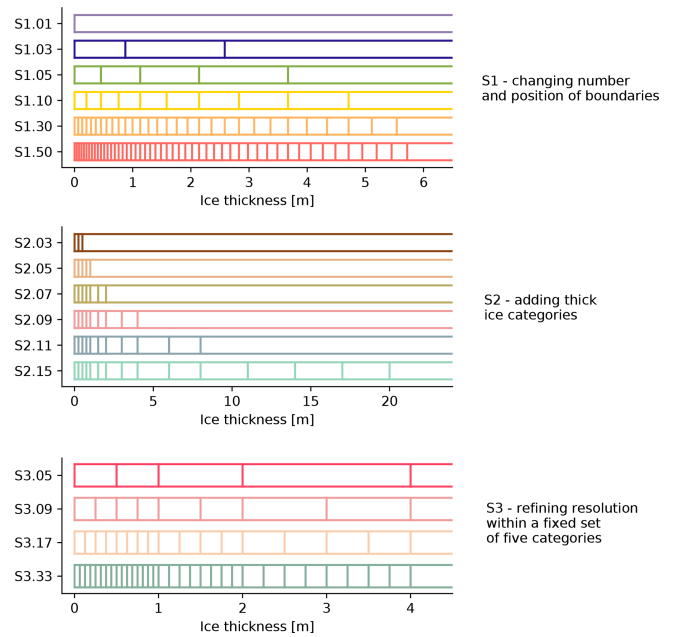 S1.01
S1.03
S1.05
S1.10
S1.30
S1.50
0 1 2 3 4 5 6
Ice thickness [m]
S1 - changing number
and position of boundaries
S2.03
S2.05
S2.07
S2.09
S2.11
S2.15
0 5 10 15 20
Ice thickness [m]
S2 - adding thick
ice categories
S3.05
S3.09
S3.17
S3.33
0 1 2 3 4
Ice thickness [m]
S3 - refining resolution
within a fixed set
of five categories